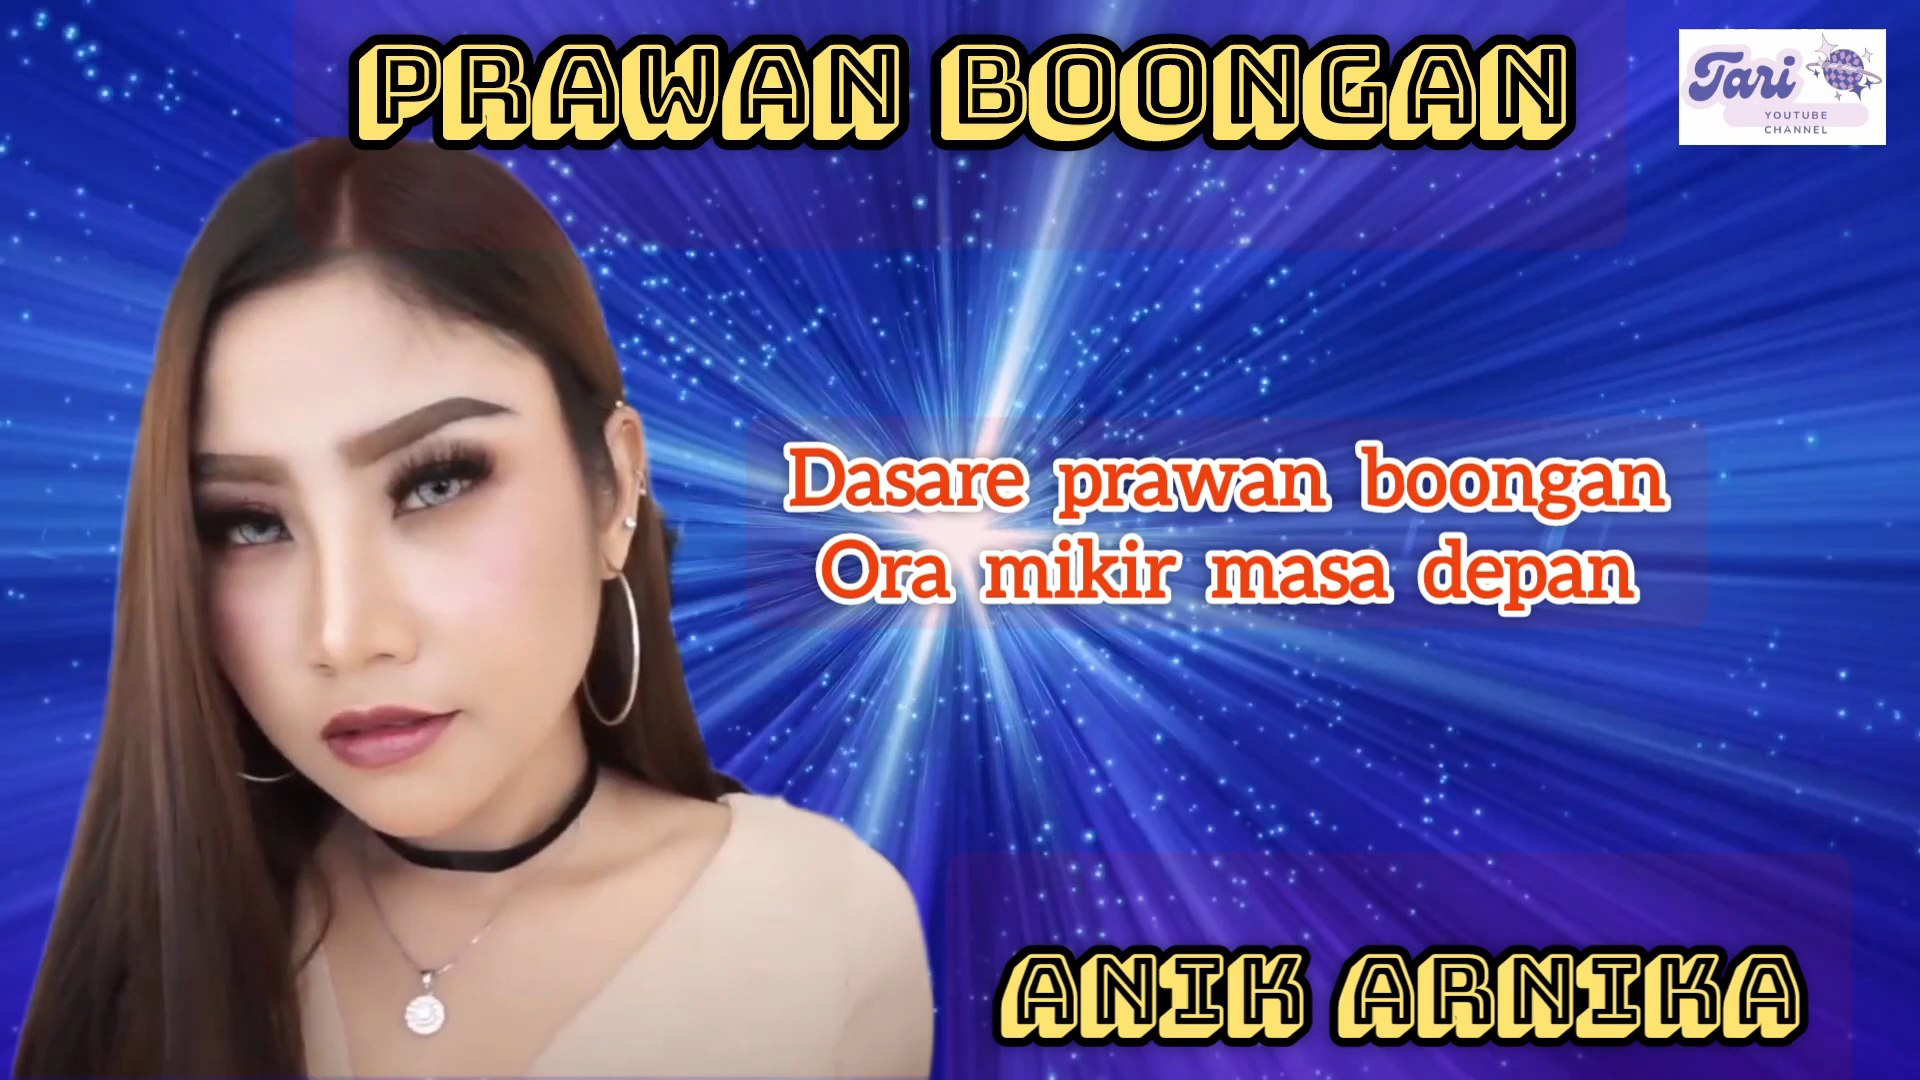 PRAWAN BOONGAN
Tari
YOUTUBE
CHANNEL
Dasare prawan boongan
Ora mikir masa depan
ANIK ARNIKA